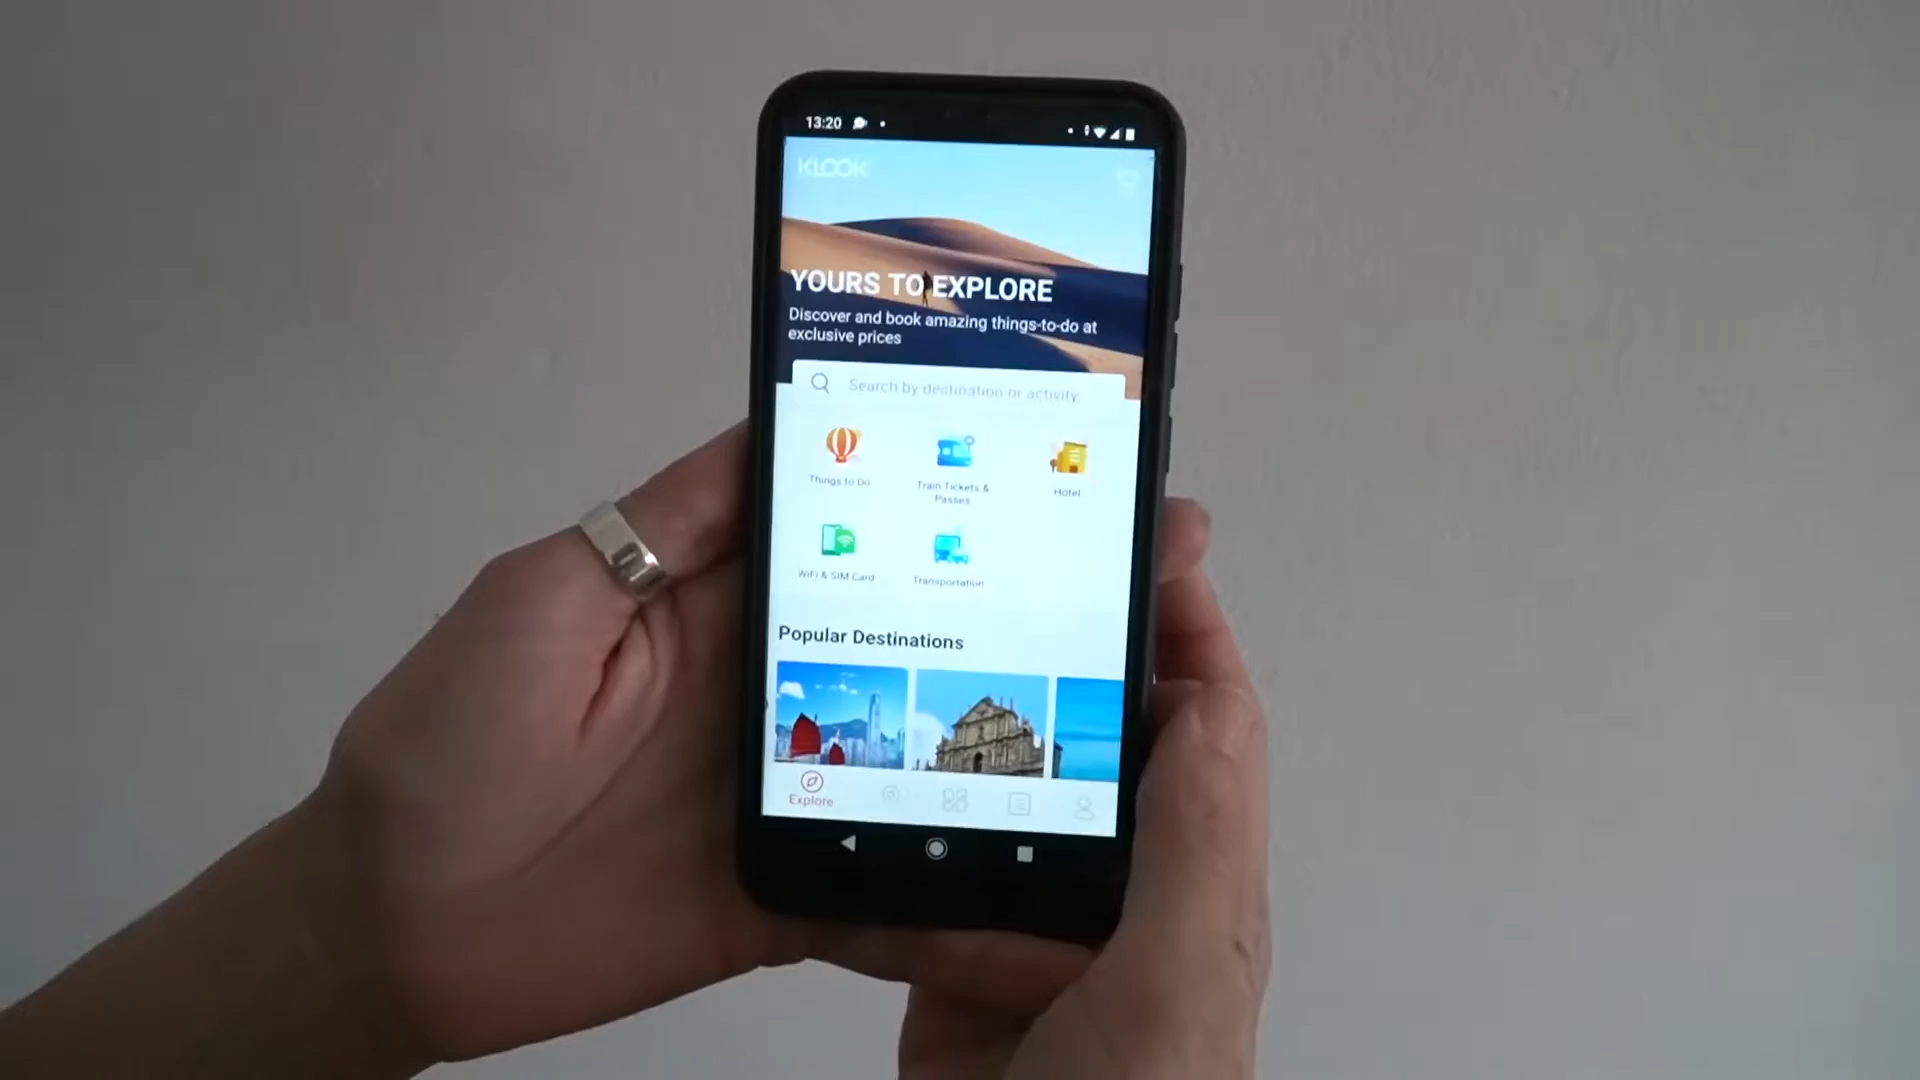 13:20
KLOOK
YOURS TO EXPLORE
Discover and book amazing things-to-do at
exclusive prices
Search by destination or activity
Things to Do
Train Tickets &
Passes
Hotel
WiFi & SIM Card
Transportation
Popular Destinations
Explore